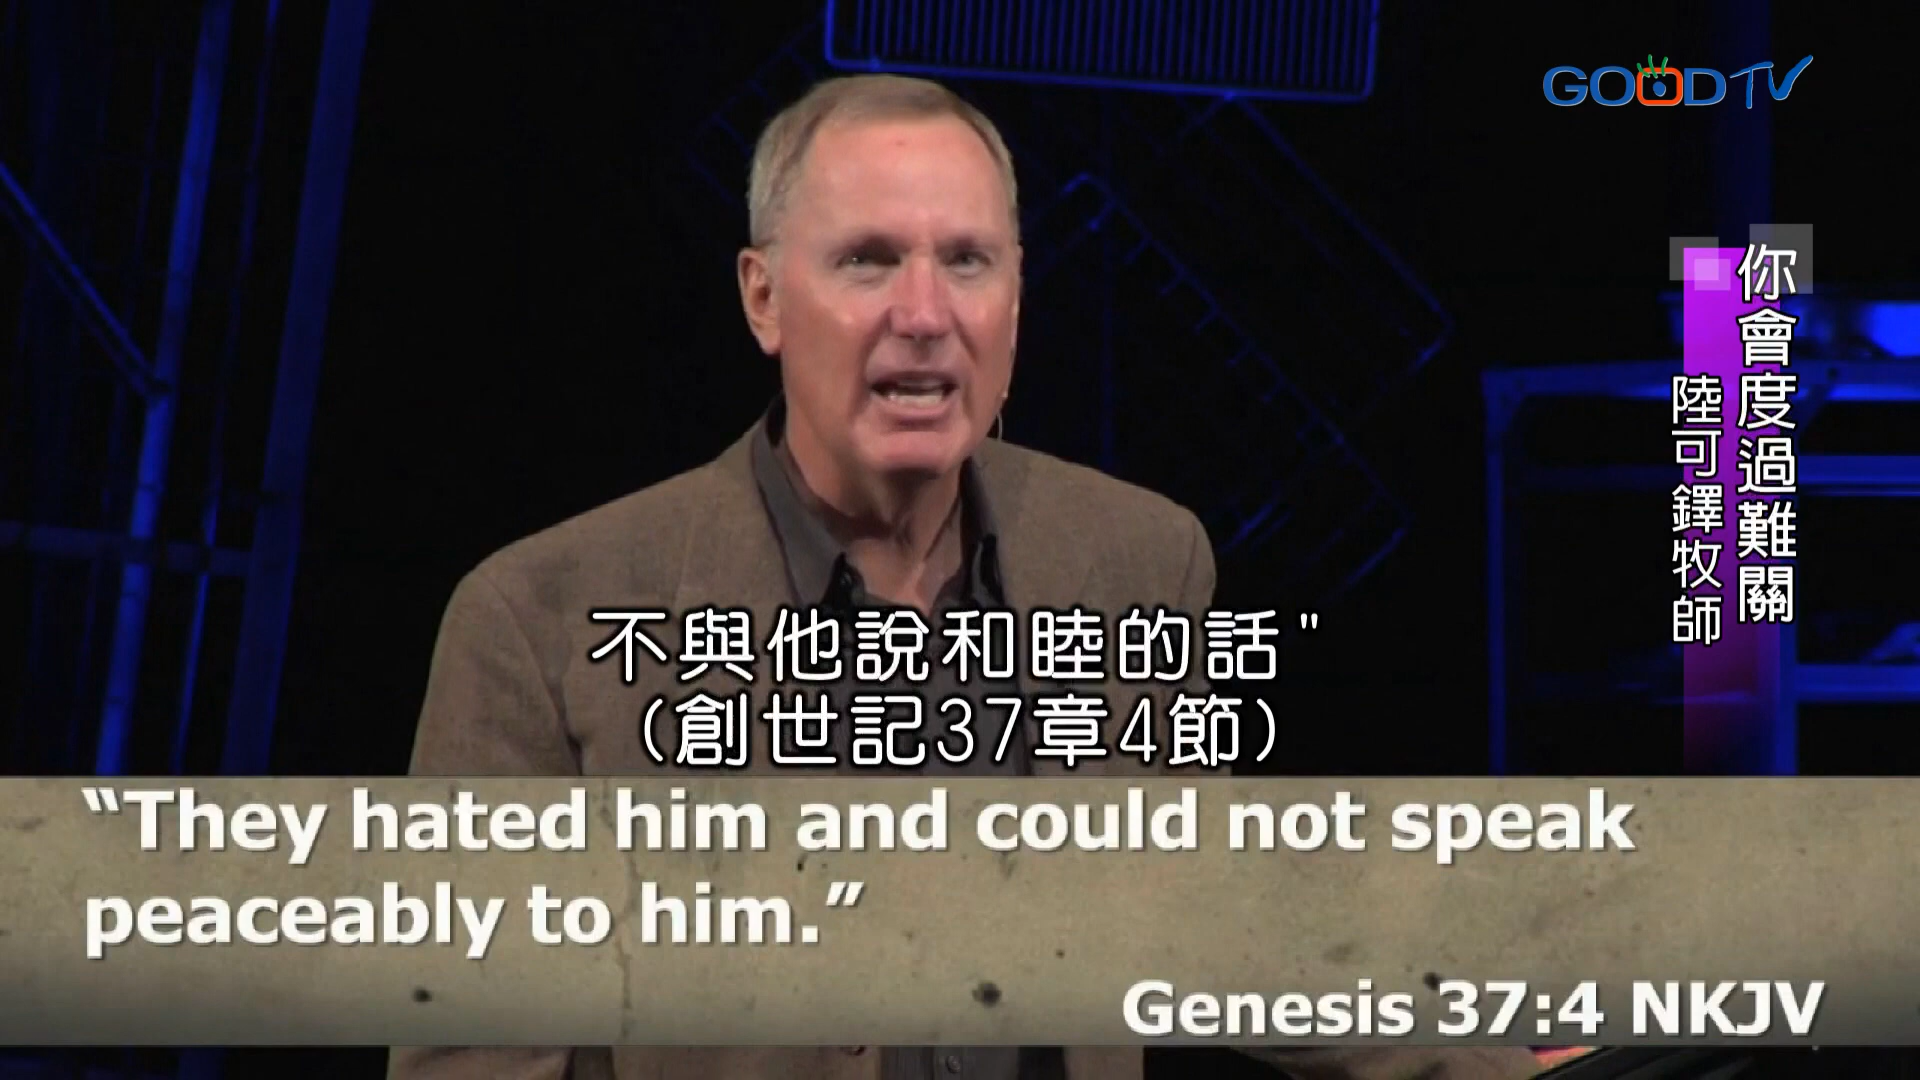 GOOD TV
你會度過難關
陸可鐸牧師
不與他說和睦的話"
(創世記37章4節)
“They hated him and could not speak
peaceably to him.”
Genesis 37:4 NKJV